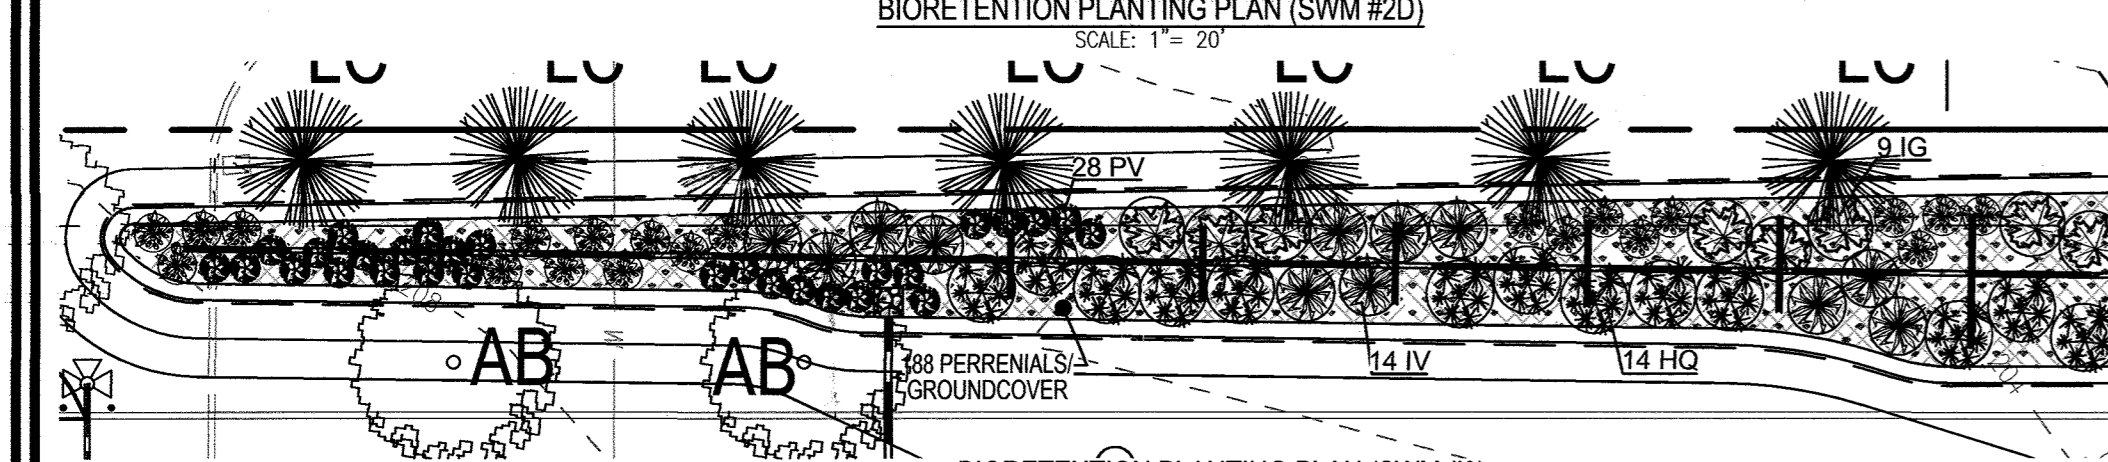 BIORETENTION PLANTING PLAN (SWM #2D)
SCALE: 1"= 20'
28 PV
9 IG
AB
AB
88 PERRENIALS/
GROUNDCOVER
14 IV
14 HQ